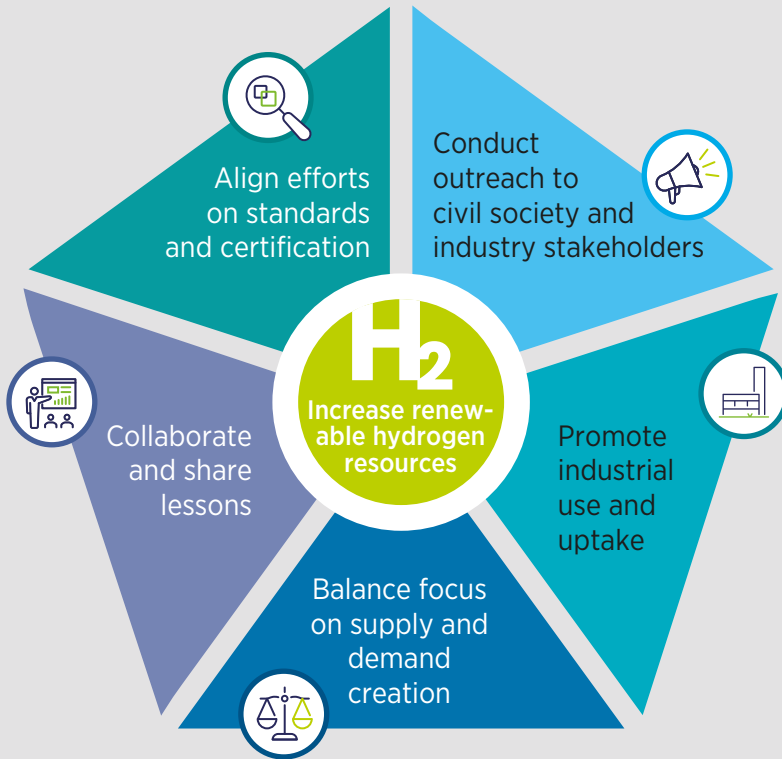 Align efforts
on standards
and certification
Conduct
outreach to
civil society and
industry stakeholders
H2
Increase renew-
able hydrogen
resources
Collaborate
and share
lessons
Promote
industrial
use and
uptake
Balance focus
on supply and
demand
creation